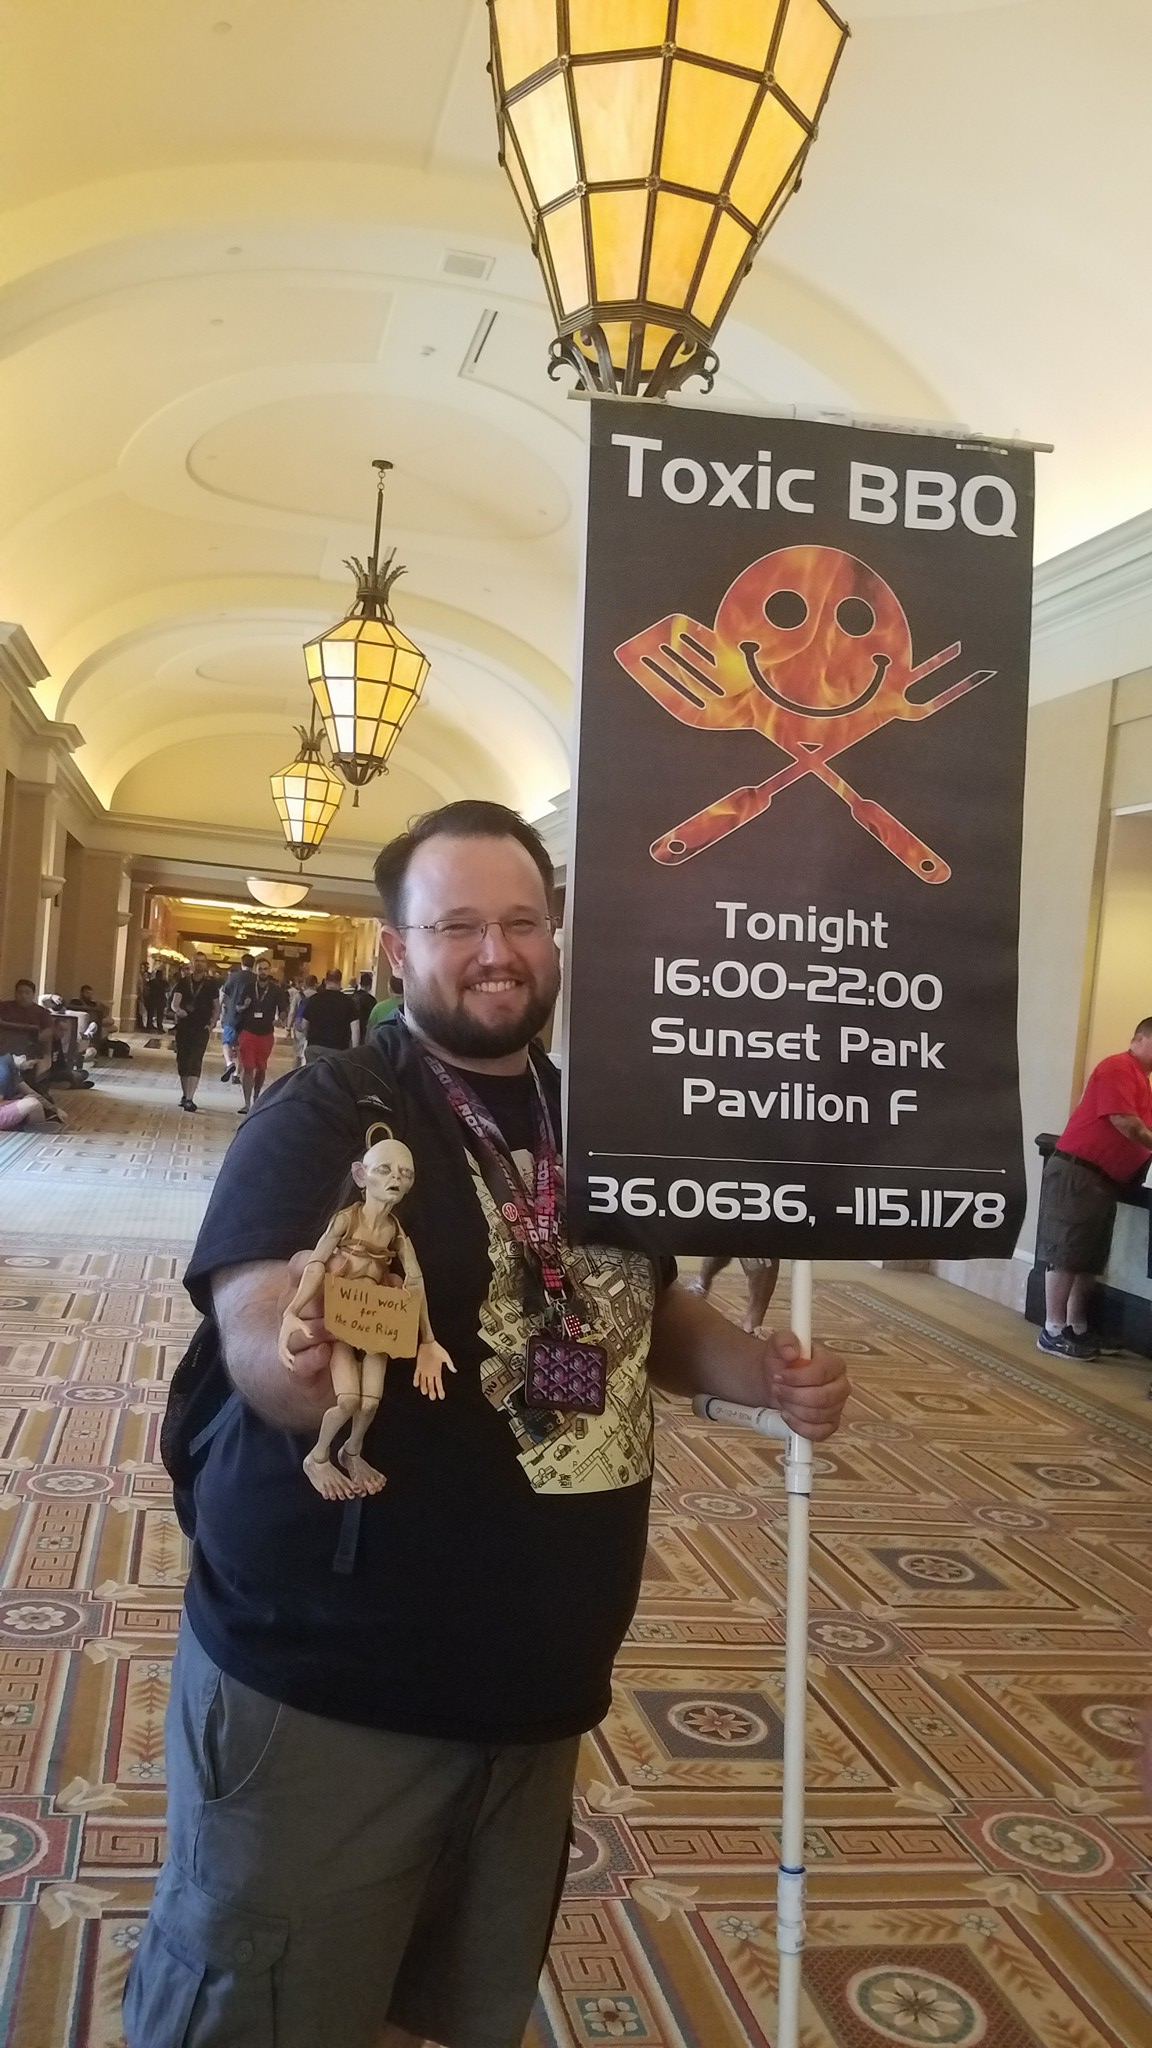 Toxic BBQ
Tonight
16:00-22:00
Sunset Park
Pavilion F
36.0636, -115.1178
Will work
for
the One Ring